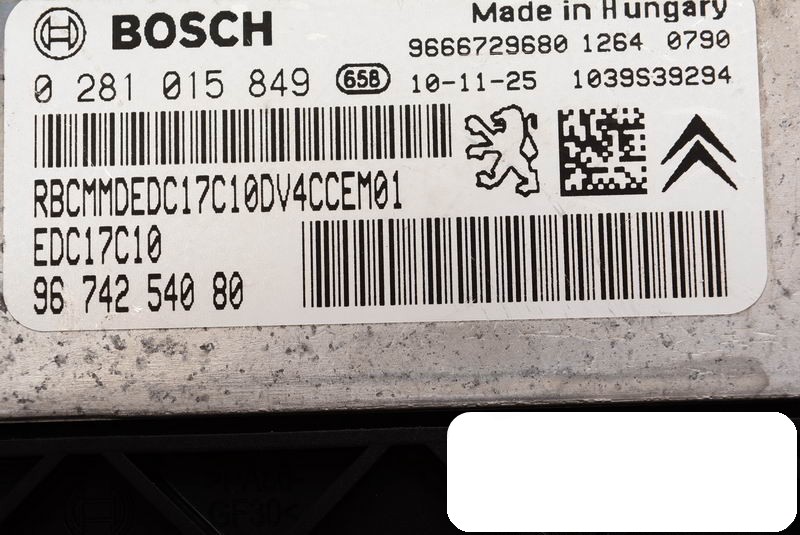 BOSCH
Made in Hungary
9666729680 1264 0790
0 281 015 849 658 10-11-25 1039S39294
RBCMMDEDC17C10DV4CCEM01
EDC17C10
96 742 540 80
GF30<